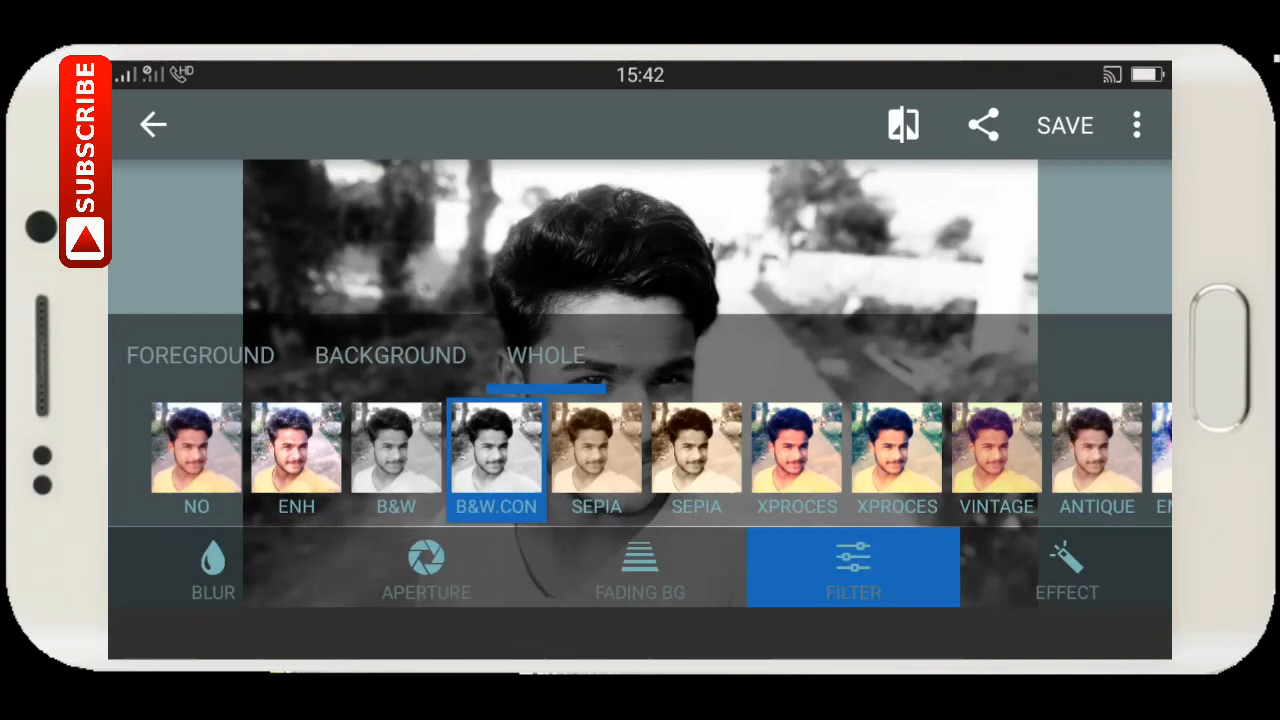 SUBSCRIBE
HD
15:42
SAVE
FOREGROUND BACKGROUND WHOLE
NO ENH B&W B&W.CON SEPIA SEPIA XPROCES XPROCES VINTAGE ANTIQUE
BLUR APERTURE FADING BG FILTER EFFECT